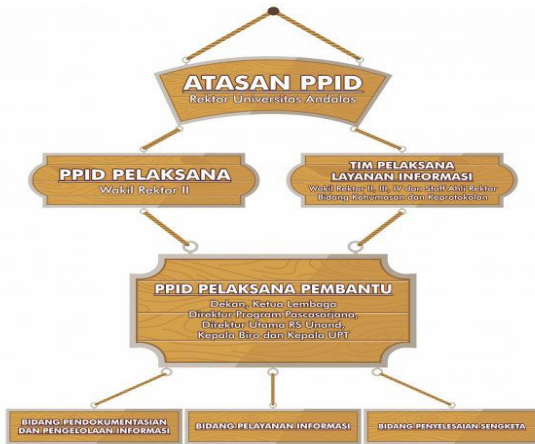 ATASAN PPID
Rektor Universitas Andalas
PPID PELAKSANA
Wakil Rektor II
TIM PELAKSANA
LAYANAN INFORMASI
Wakil Rektor II, III, IV dan Staff Ahli Rektor
Bidang Kehumasan dan Keprotokolan
PPID PELAKSANA PEMBANTU
Dekan, Ketua Lembaga
Direktur Program Pascasarjana,
Direktur Utama RS Unand,
Kepala Biro dan Kepala UPT
BIDANG PENDOKUMENTASIAN
DAN PENGELOLAAN INFORMASI
BIDANG PELAYANAN INFORMASI
BIDANG PENYELESAIAN SENGKETA